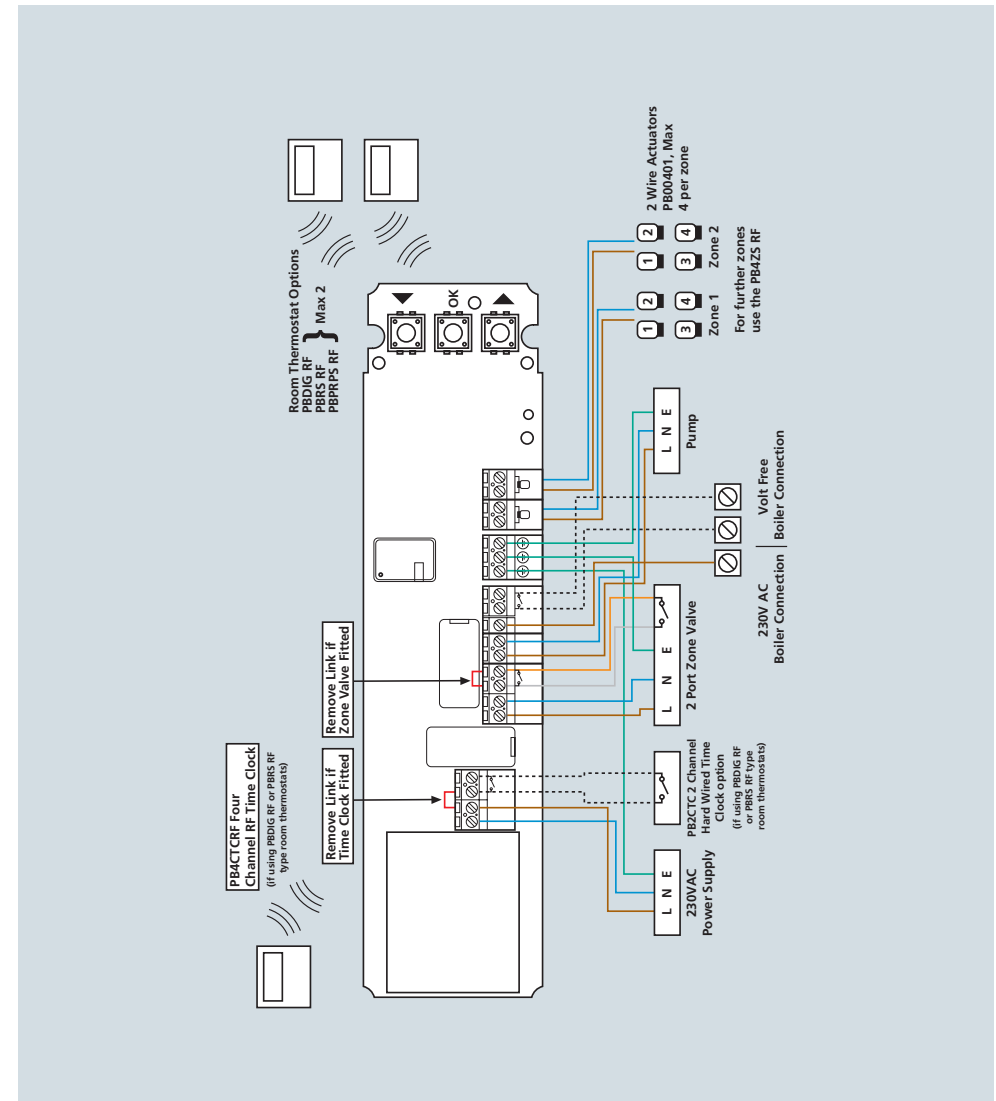 Room Thermostat Options
PBDIG RF
PBRS RF
PBPRPS RF
} Max 2
PB4CTCRF Four
Channel RF Time Clock
(if using PBDIG RF or PBRS RF
type room thermostats)
Remove Link if
Time Clock Fitted
Remove Link if
Zone Valve Fitted
OK
230VAC
Power Supply
L N E
PB2CTC 2 Channel
Hard Wired Time
Clock option
(if using PBDIG RF
or PBRS RF type
room thermostats)
2 Port Zone Valve
L N E
230V AC
Boiler Connection
Volt Free
Boiler Connection
Pump
L N E
1 2
3 4
Zone 1
1 2
3 4
Zone 2
For further zones
use the PB4ZS RF
2 Wire Actuators
PB00401, Max
4 per zone